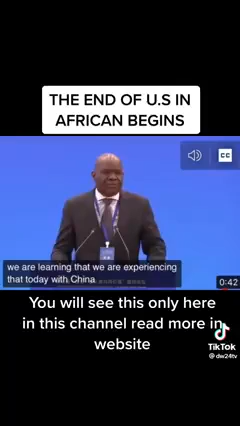 THE END OF U.S IN
AFRICAN BEGINS
CC
we are learning that we are experiencing
that today with China
0:42
You will see this only here
in this channel read more in
website
TikTok
@dw24tv